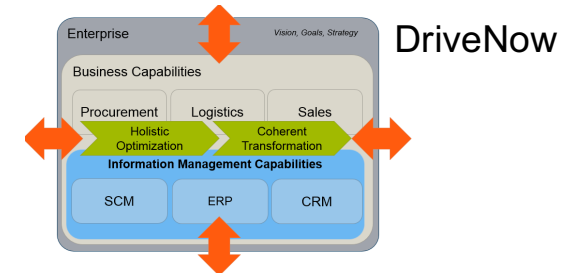 Enterprise
Vision, Goals, Strategy
DriveNow
Business Capabilities
Procurement
Logistics
Sales
Holistic
Optimization
Coherent
Transformation
Information Management Capabilities
SCM
ERP
CRM